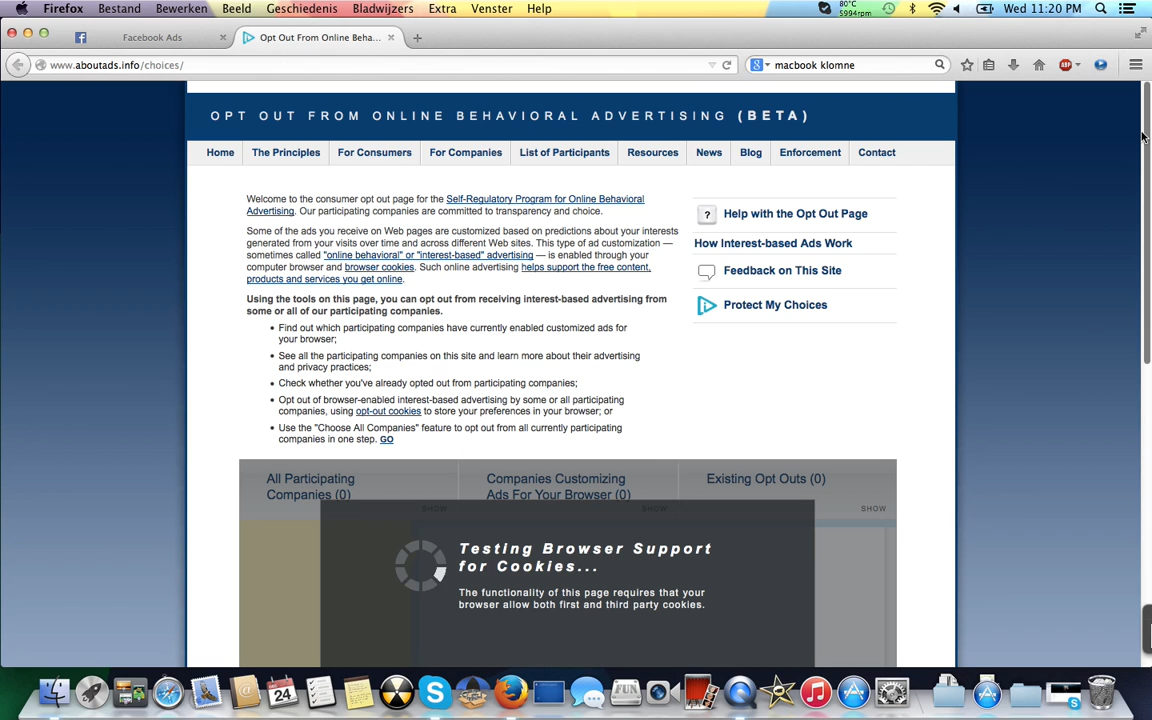 Firefox Bestand Bewerken Beeld Geschiedenis Bladwijzers Extra Venster Help 80°C 5994rpm Wed 11:20 PM
Facebook Ads × Opt Out From Online Beha... × +
www.aboutads.info/choices/ macbook klomne
OPT OUT FROM ONLINE BEHAVIORAL ADVERTISING (BETA)
Home The Principles For Consumers For Companies List of Participants Resources News Blog Enforcement Contact
Welcome to the consumer opt out page for the Self-Regulatory Program for Online Behavioral
Advertising. Our participating companies are committed to transparency and choice.
Some of the ads you receive on Web pages are customized based on predictions about your interests
generated from your visits over time and across different Web sites. This type of ad customization —
sometimes called "online behavioral" or "interest-based" advertising — is enabled through your
computer browser and browser cookies. Such online advertising helps support the free content,
products and services you get online.
Using the tools on this page, you can opt out from receiving interest-based advertising from
some or all of our participating companies.
• Find out which participating companies have currently enabled customized ads for
your browser;
• See all the participating companies on this site and learn more about their advertising
and privacy practices;
• Check whether you've already opted out from participating companies;
• Opt out of browser-enabled interest-based advertising by some or all participating
companies, using opt-out cookies to store your preferences in your browser; or
• Use the "Choose All Companies" feature to opt out from all currently participating
companies in one step. GO
? Help with the Opt Out Page
How Interest-based Ads Work
Feedback on This Site
Protect My Choices
All Participating
Companies (0)
SHOW
Companies Customizing
Ads For Your Browser (0)
SHOW
Existing Opt Outs (0)
SHOW
Testing Browser Support
for Cookies...
The functionality of this page requires that your
browser allow both first and third party cookies.
24
FUN